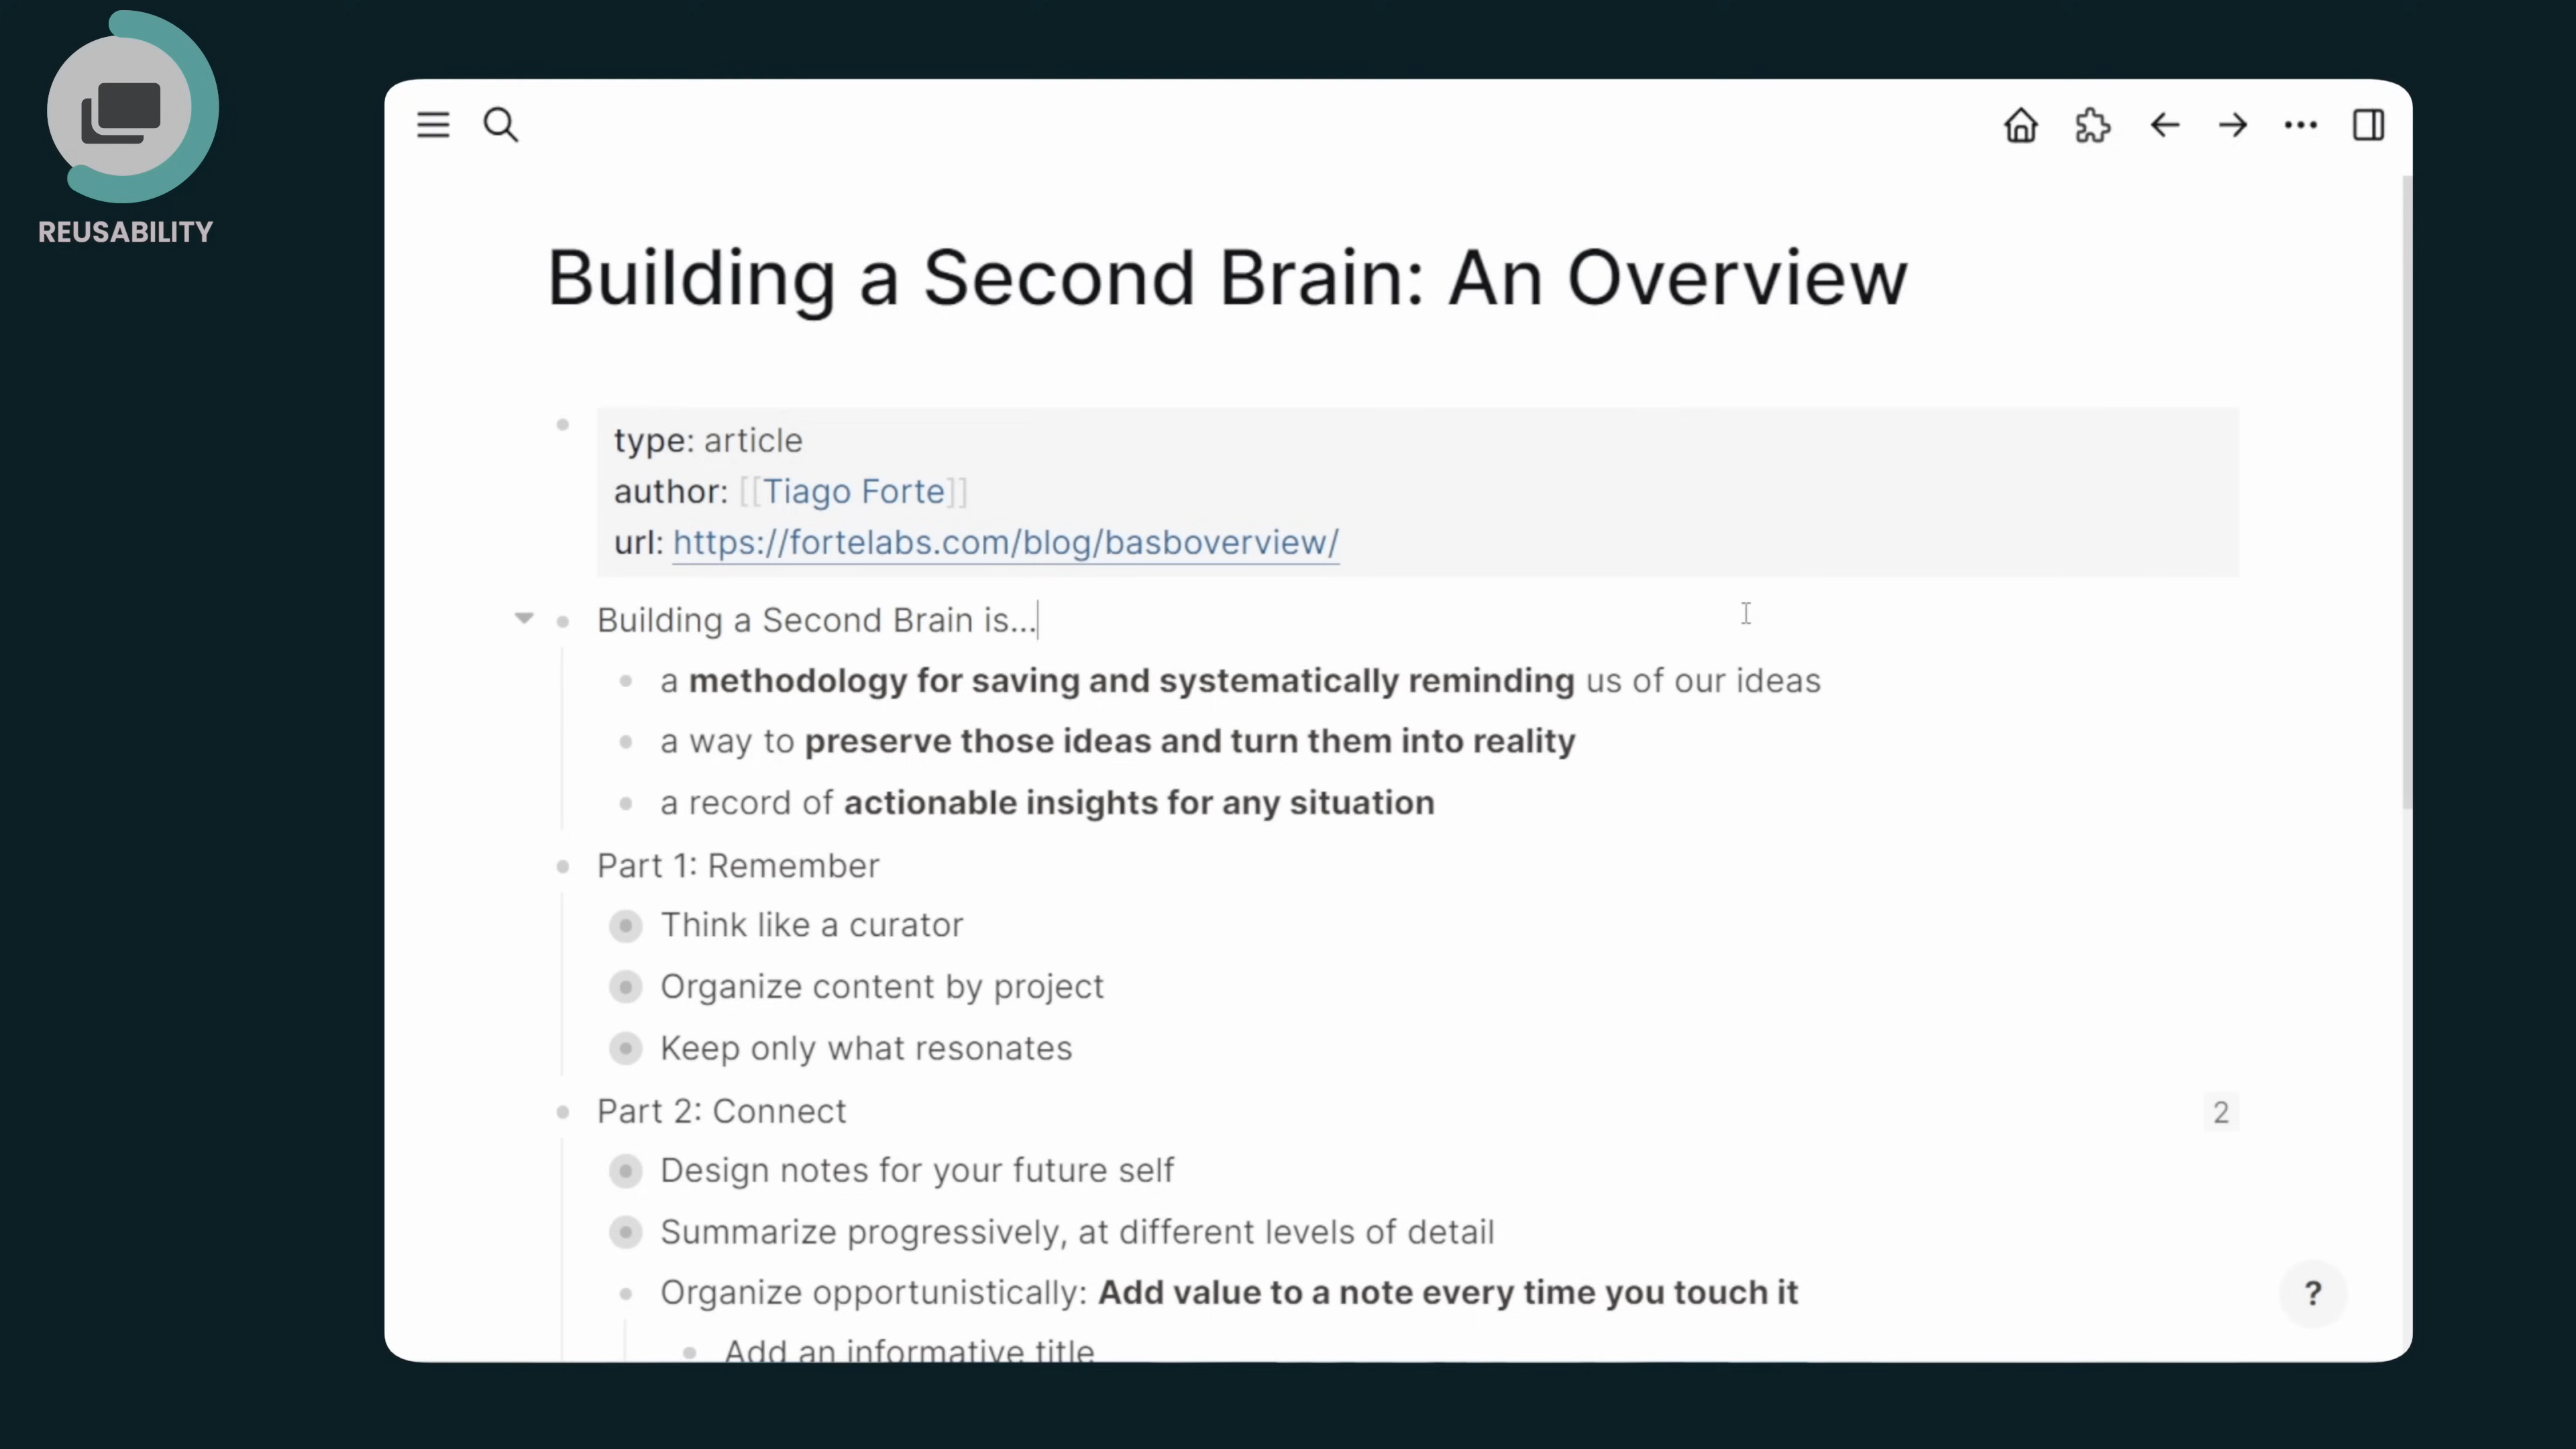 REUSABILITY
Building a Second Brain: An Overview
type: article
author: [[Tiago Forte]]
url: https://fortelabs.com/blog/basboverview/
Building a Second Brain is...
a methodology for saving and systematically reminding us of our ideas
a way to preserve those ideas and turn them into reality
a record of actionable insights for any situation
Part 1: Remember
Think like a curator
Organize content by project
Keep only what resonates
Part 2: Connect
2
Design notes for your future self
Summarize progressively, at different levels of detail
Organize opportunistically: Add value to a note every time you touch it
?
Add an informative title